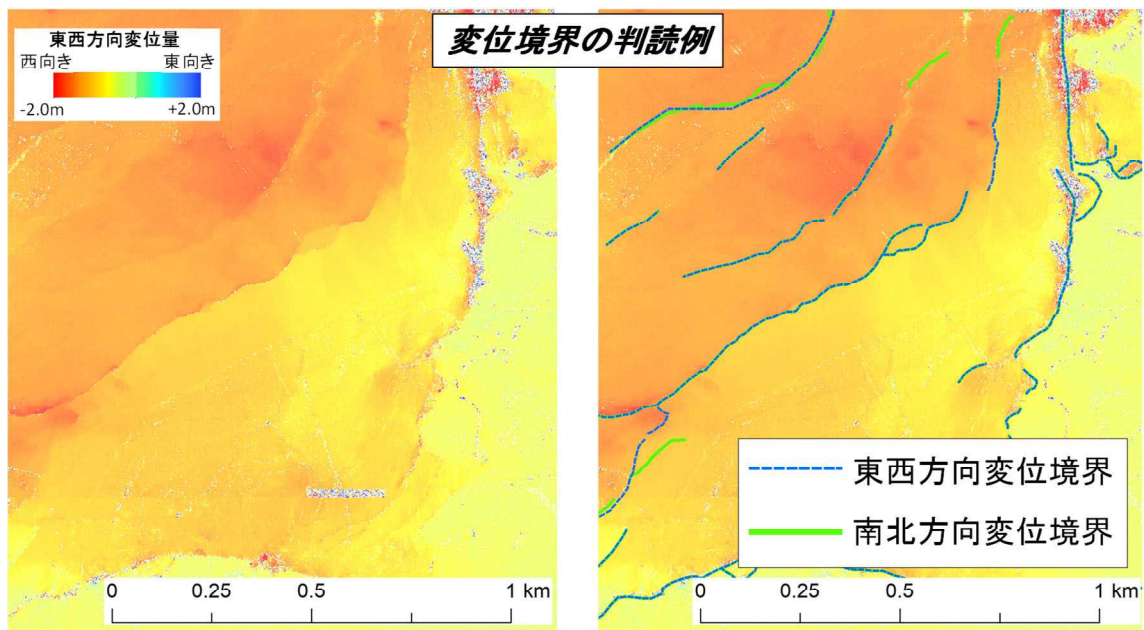 変位境界の判読例
東西方向変位量
西向き 東向き
-2.0m +2.0m
0 0.25 0.5 1 km
東西方向変位境界
南北方向変位境界
0 0.25 0.5 1 km